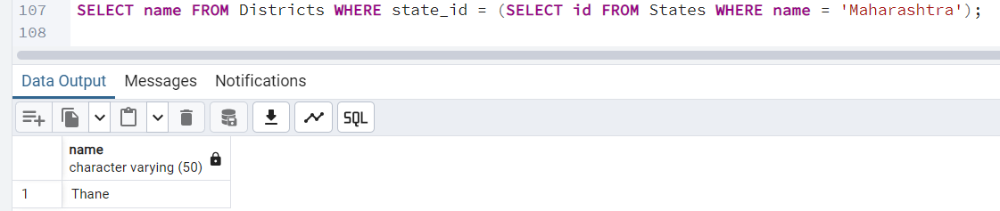 107 SELECT name FROM Districts WHERE state_id = (SELECT id FROM States WHERE name = 'Maharashtra');
108
Data Output Messages Notifications
SQL
name
character varying (50)
1 Thane